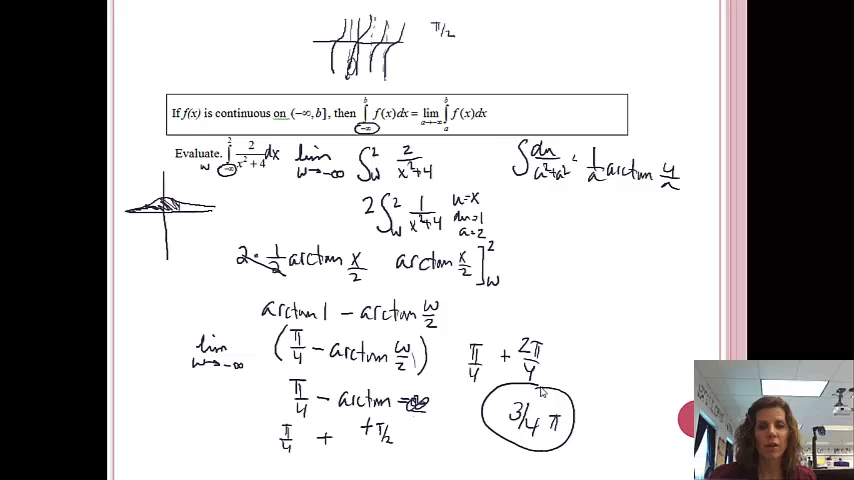 π/2
If f(x) is continuous on (-∞, b], then ∫_{-∞}^{b} f(x)dx = lim_{a→-∞} ∫_{a}^{b} f(x)dx
Evaluate. ∫_{-∞}^{2} 2/(x²+4) dx
w
lim_{w→-∞} ∫_{w}^{2} 2/(x²+4)
∫ du/(a²+a²) = 1/a arctan u/a
2 ∫_{w}^{2} 1/(x²+4)
u=x
du=1
a=2
2 · 1/2 arctan x/2
arctan x/2 ]_{w}^{2}
arctan 1 - arctan w/2
lim_{w→-∞} (π/4 - arctan w/2)
π/4 - arctan -∞
π/4 + +π/2
π/4 + 2π/4
3/4 π